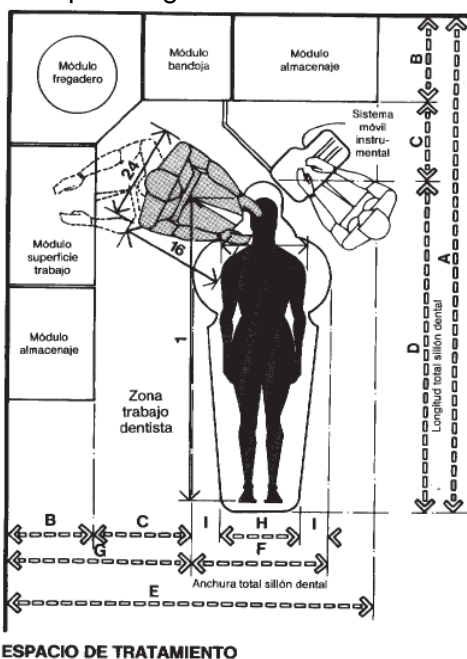 Módulo
fregadero
Módulo
bandoja
Módulo
almacenaje
B
Sistema
móvil
instru-
mental
C
24
A
16
Módulo
superficie
trabajo
Módulo
almacenaje
1
D
Longitud total sillón dental
Zona
trabajo
dentista
B
C
I
H
I
G
F
Anchura total sillón dental
E
ESPACIO DE TRATAMIENTO